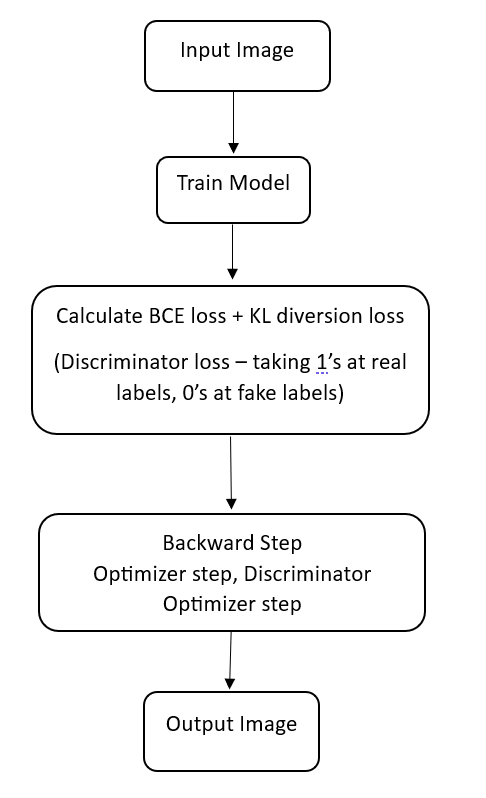 Input Image
Train Model
Calculate BCE loss + KL diversion loss
(Discriminator loss – taking 1’s at real
labels, 0’s at fake labels)
Backward Step
Optimizer step, Discriminator
Optimizer step
Output Image